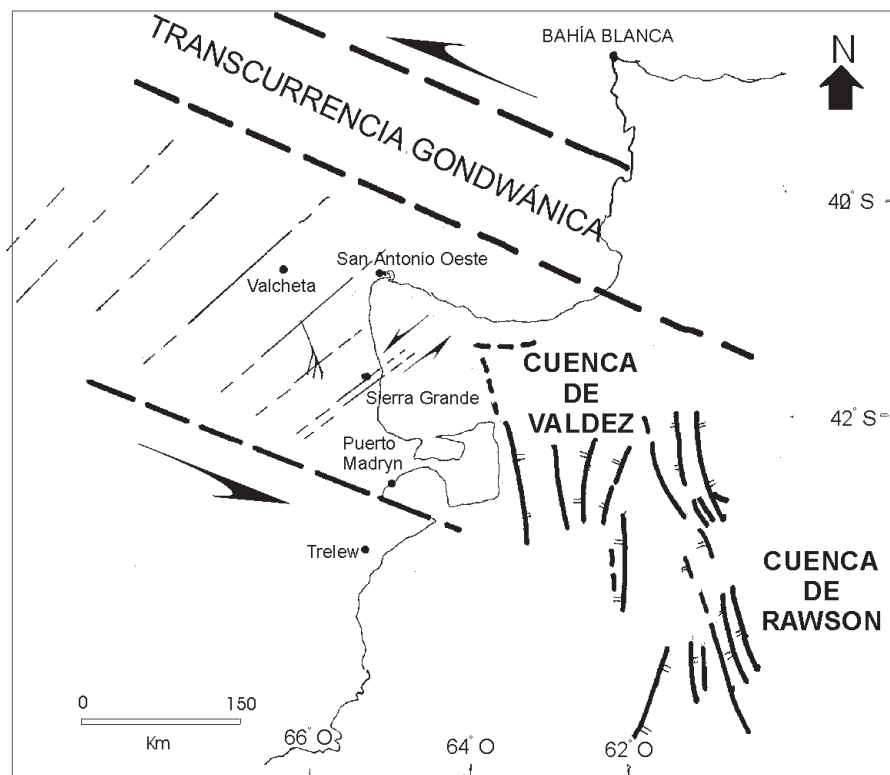 BAHÍA BLANCA
N
TRANSCURRENCIA GONDWÁNICA
40° S
San Antonio Oeste
Valcheta
CUENCA
DE
VALDEZ
Sierra Grande
42° S
Puerto
Madryn
Trelew
CUENCA
DE
RAWSON
0 150
Km
66° O 64° O 62° O